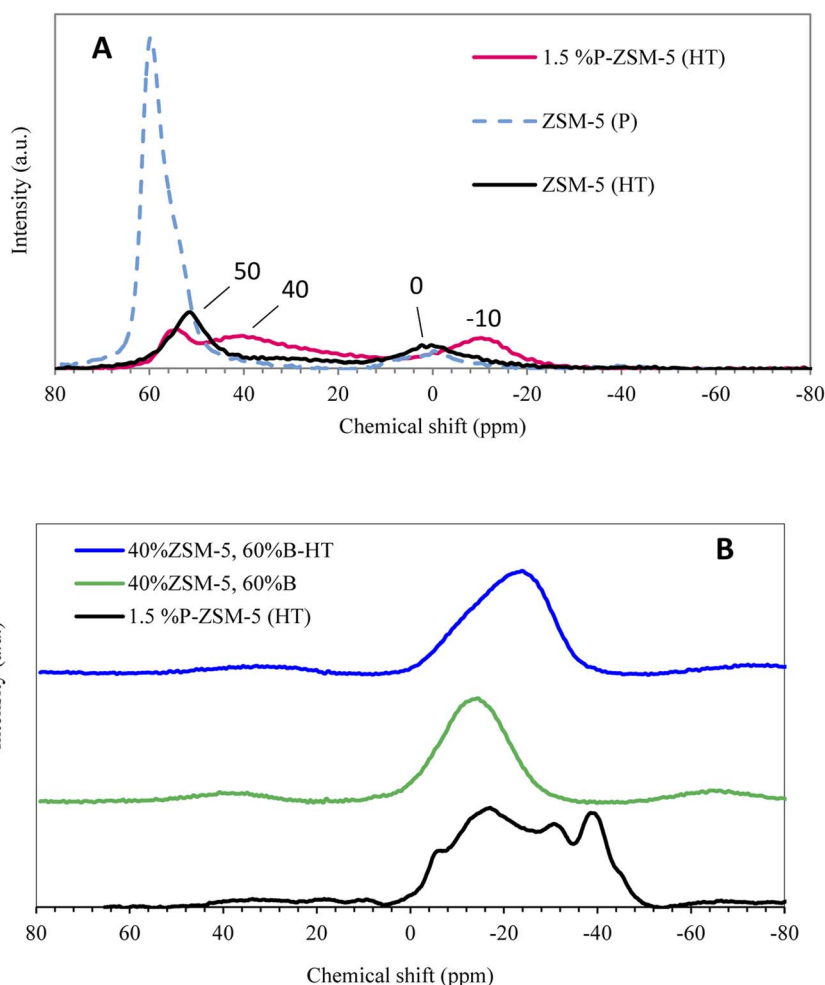 A
1.5 %P-ZSM-5 (HT)
ZSM-5 (P)
ZSM-5 (HT)
Intensity (a.u.)
50
40
0
-10
80 60 40 20 0 -20 -40 -60 -80
Chemical shift (ppm)
B
40%ZSM-5, 60%B-HT
40%ZSM-5, 60%B
1.5 %P-ZSM-5 (HT)
80 60 40 20 0 -20 -40 -60 -80
Chemical shift (ppm)